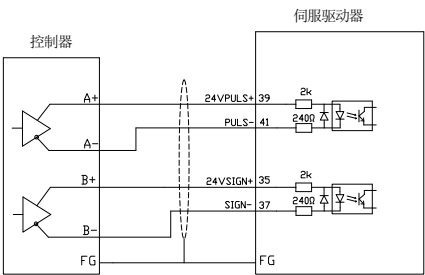 伺服驱动器
控制器
A+ 24VPULS+ 39 2k
A- PULS- 41 240Ω
B+ 24VSIGN+ 35 2k
B- SIGN- 37 240Ω
FG FG